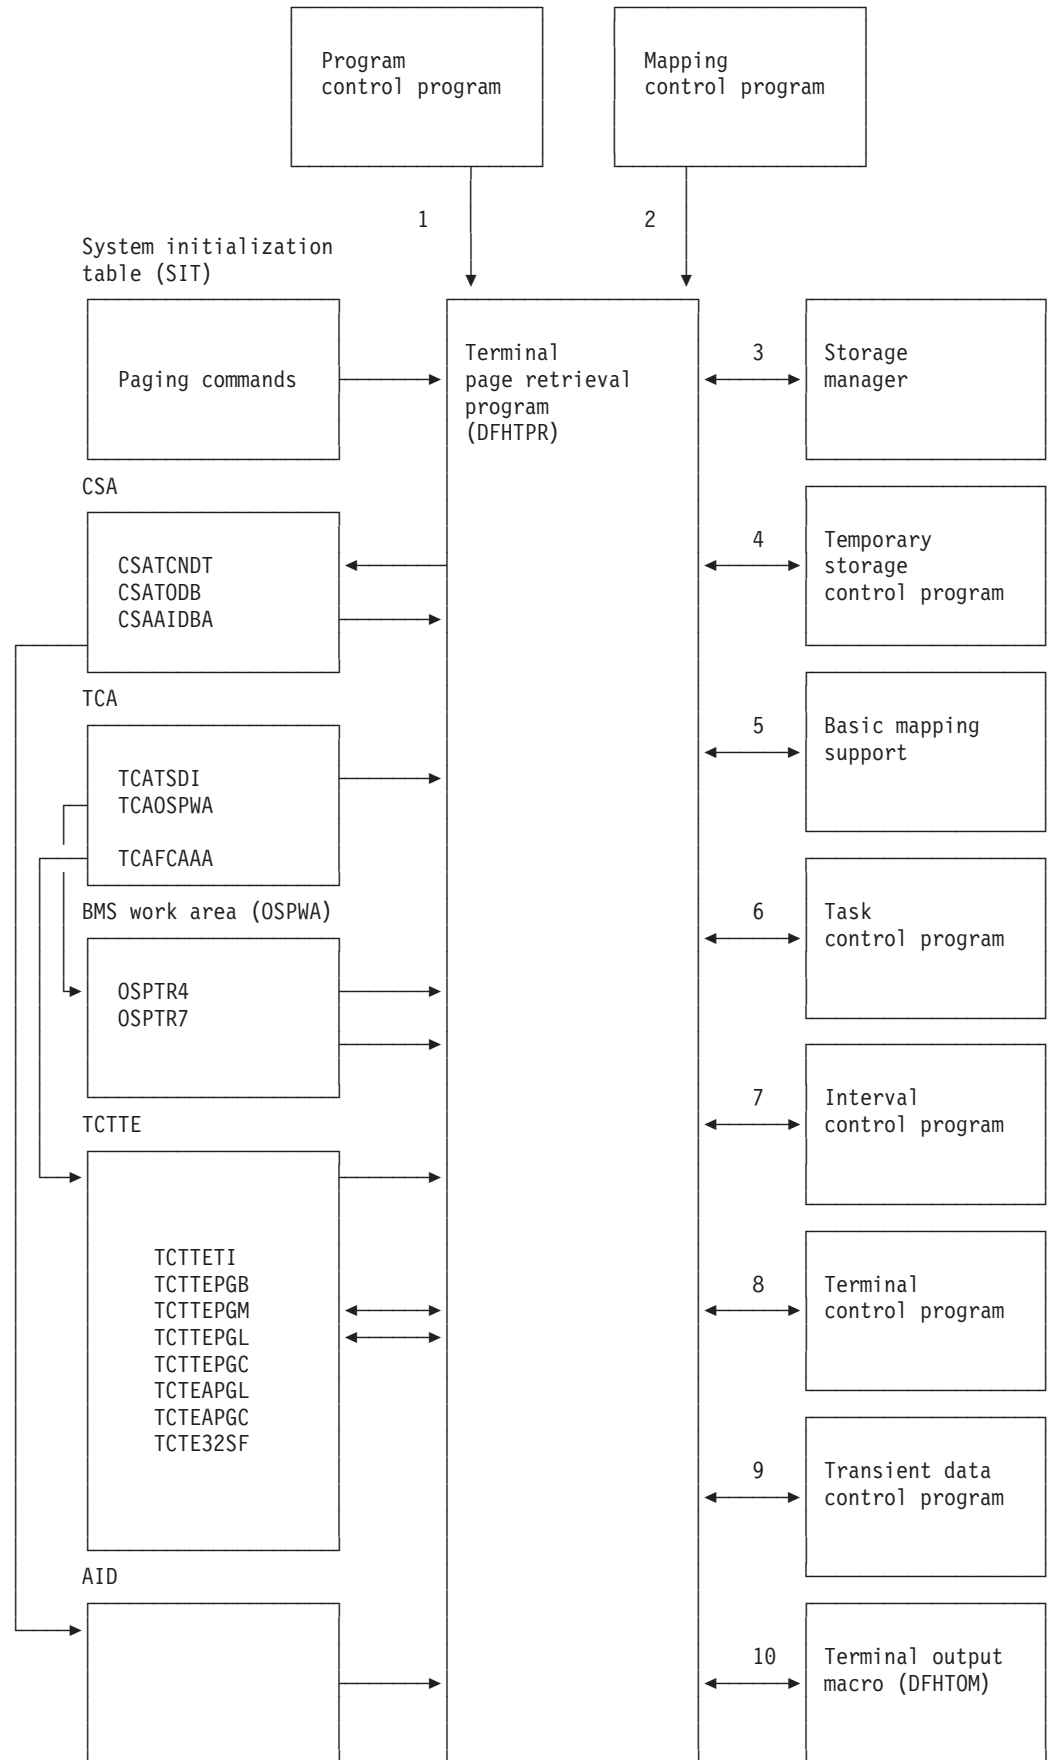 Program
control program
Mapping
control program
1
2
System initialization
table (SIT)
Paging commands
Terminal
page retrieval
program
(DFHTPR)
3
Storage
manager
CSA
CSATCNDT
CSATODB
CSAAIDBA
4
Temporary
storage
control program
TCA
TCATSDI
TCAOSPWA
TCAFCAAA
5
Basic mapping
support
BMS work area (OSPWA)
OSPTR4
OSPTR7
6
Task
control program
7
Interval
control program
TCTTE
TCTTETI
TCTTEPGB
TCTTEPGM
TCTTEPGL
TCTTEPGC
TCTEAPGL
TCTEAPGC
TCTE32SF
8
Terminal
control program
9
Transient data
control program
AID
10
Terminal output
macro (DFHTOM)